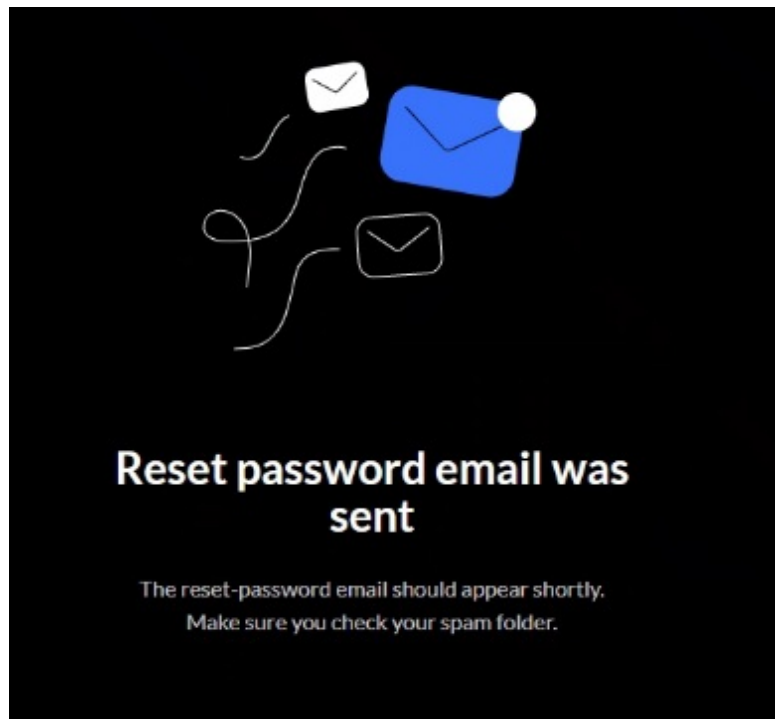 Reset password email was
sent
The reset-password email should appear shortly.
Make sure you check your spam folder.